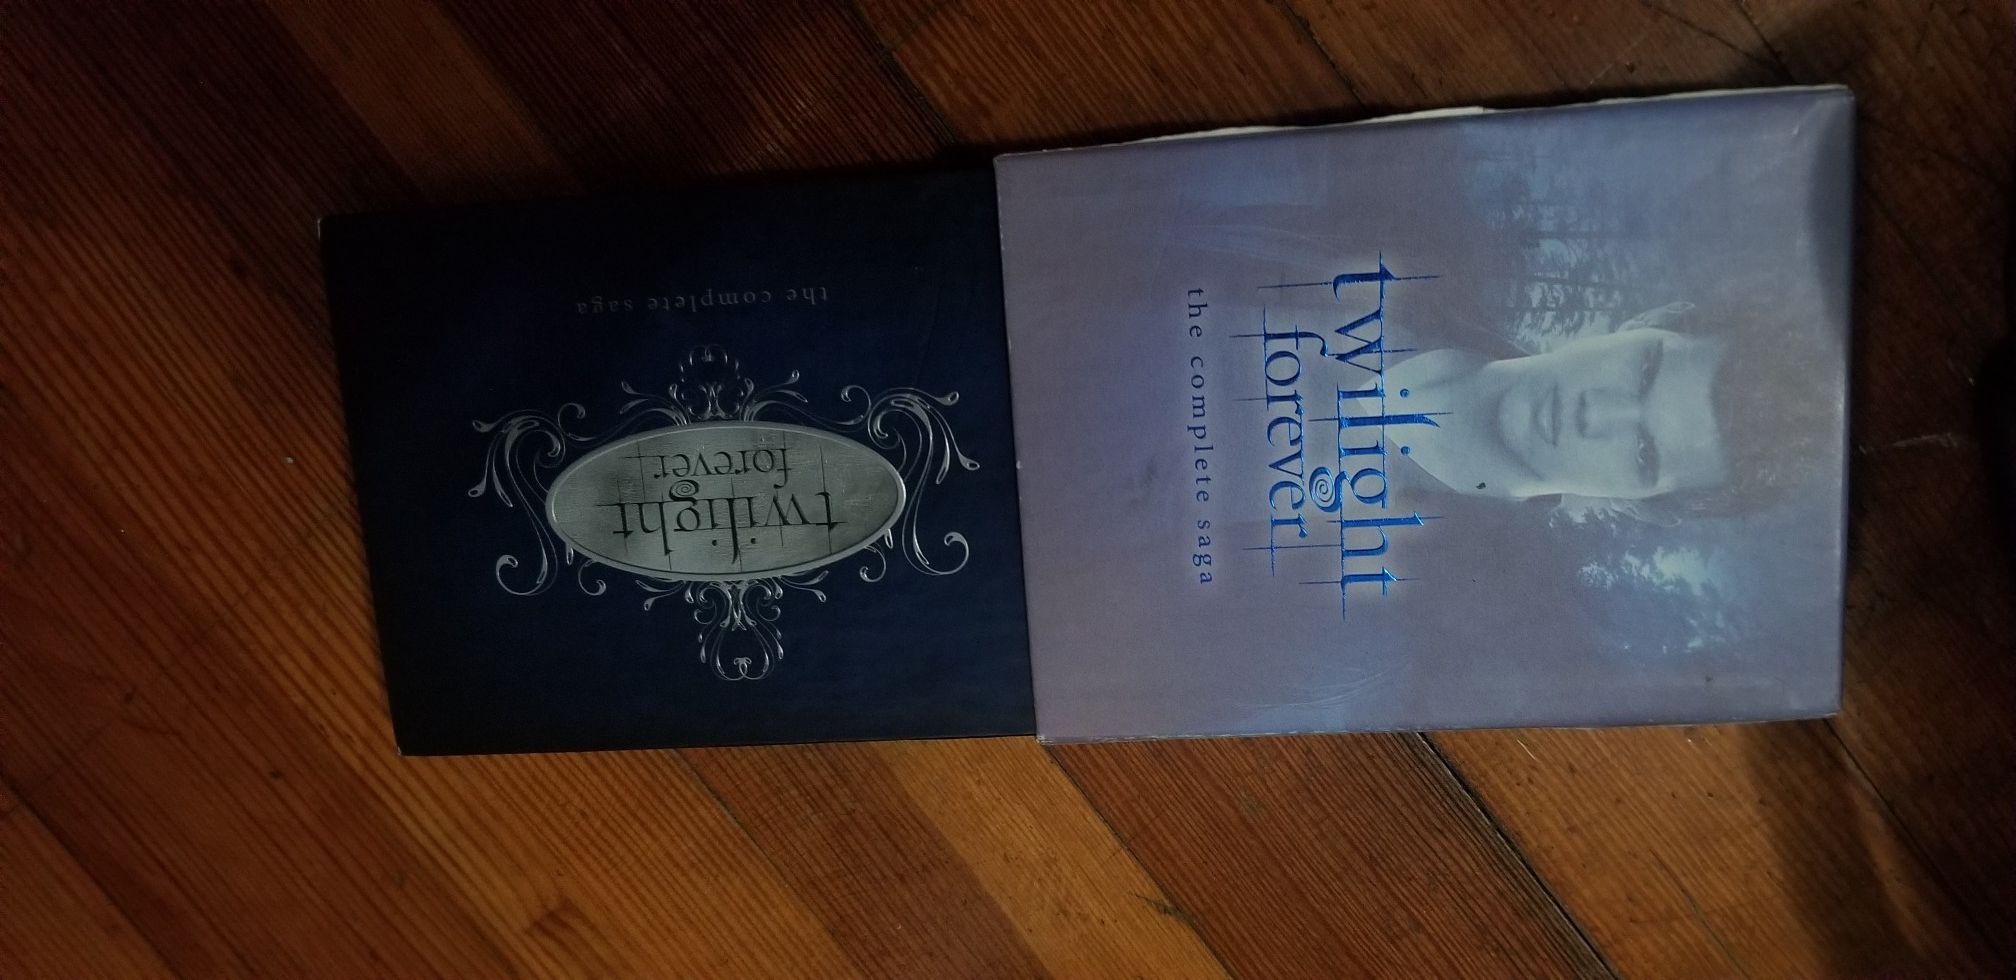 twilight
forever
the complete saga
twilight
forever
the complete saga